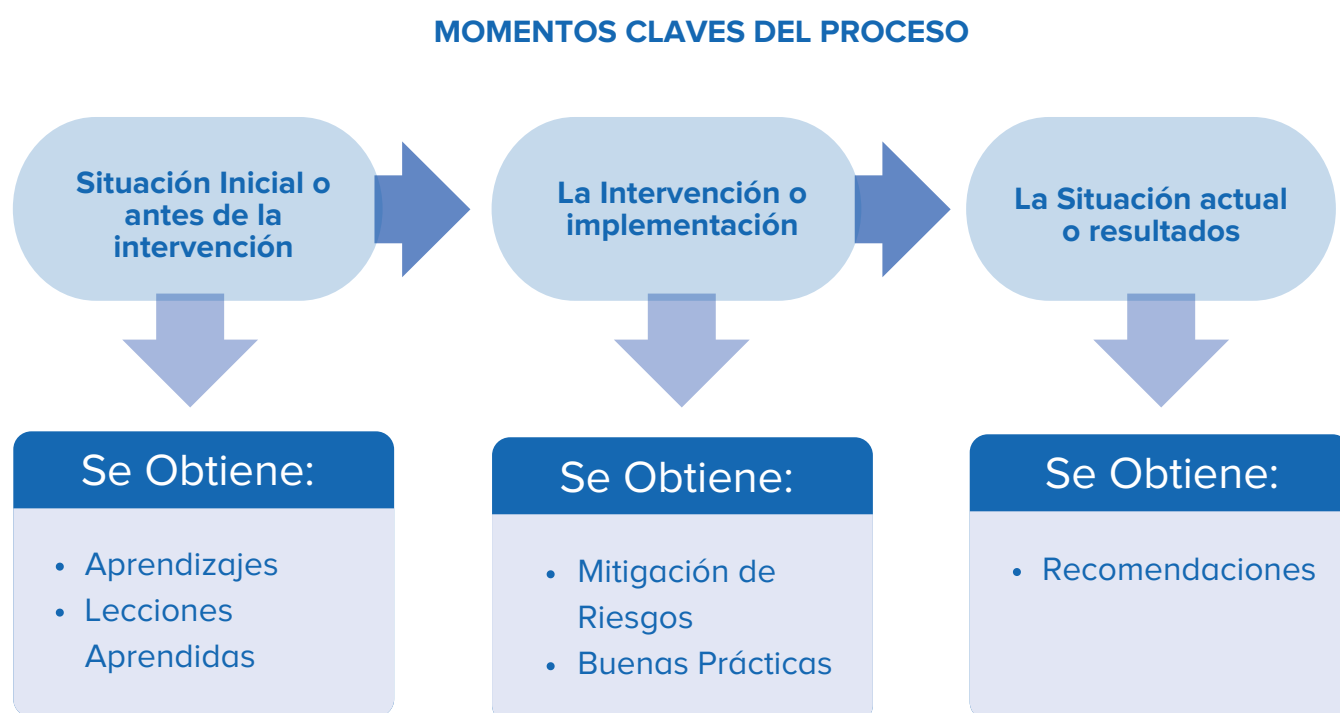 MOMENTOS CLAVES DEL PROCESO
Situación Inicial o
antes de la
intervención
La Intervención o
implementación
La Situación actual
o resultados
Se Obtiene:
• Aprendizajes
• Lecciones
Aprendidas
Se Obtiene:
• Mitigación de
Riesgos
• Buenas Prácticas
Se Obtiene:
• Recomendaciones